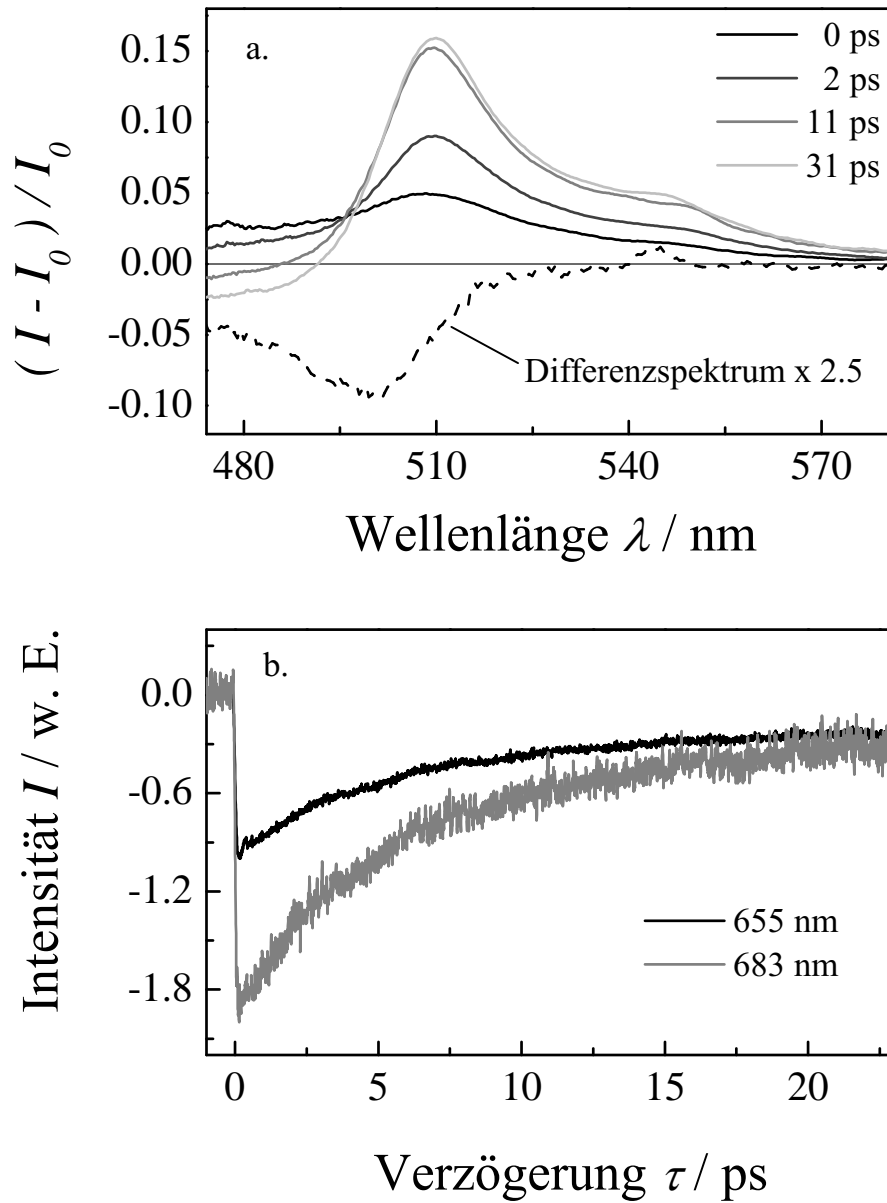 a.
0 ps
2 ps
11 ps
31 ps
0.15
0.10
0.05
0.00
-0.05
-0.10
( I - I0 ) / I0
Differenzspektrum x 2.5
480
510
540
570
Wellenlänge λ / nm
b.
0.0
-0.6
-1.2
-1.8
Intensität I / w. E.
655 nm
683 nm
0
5
10
15
20
Verzögerung τ / ps